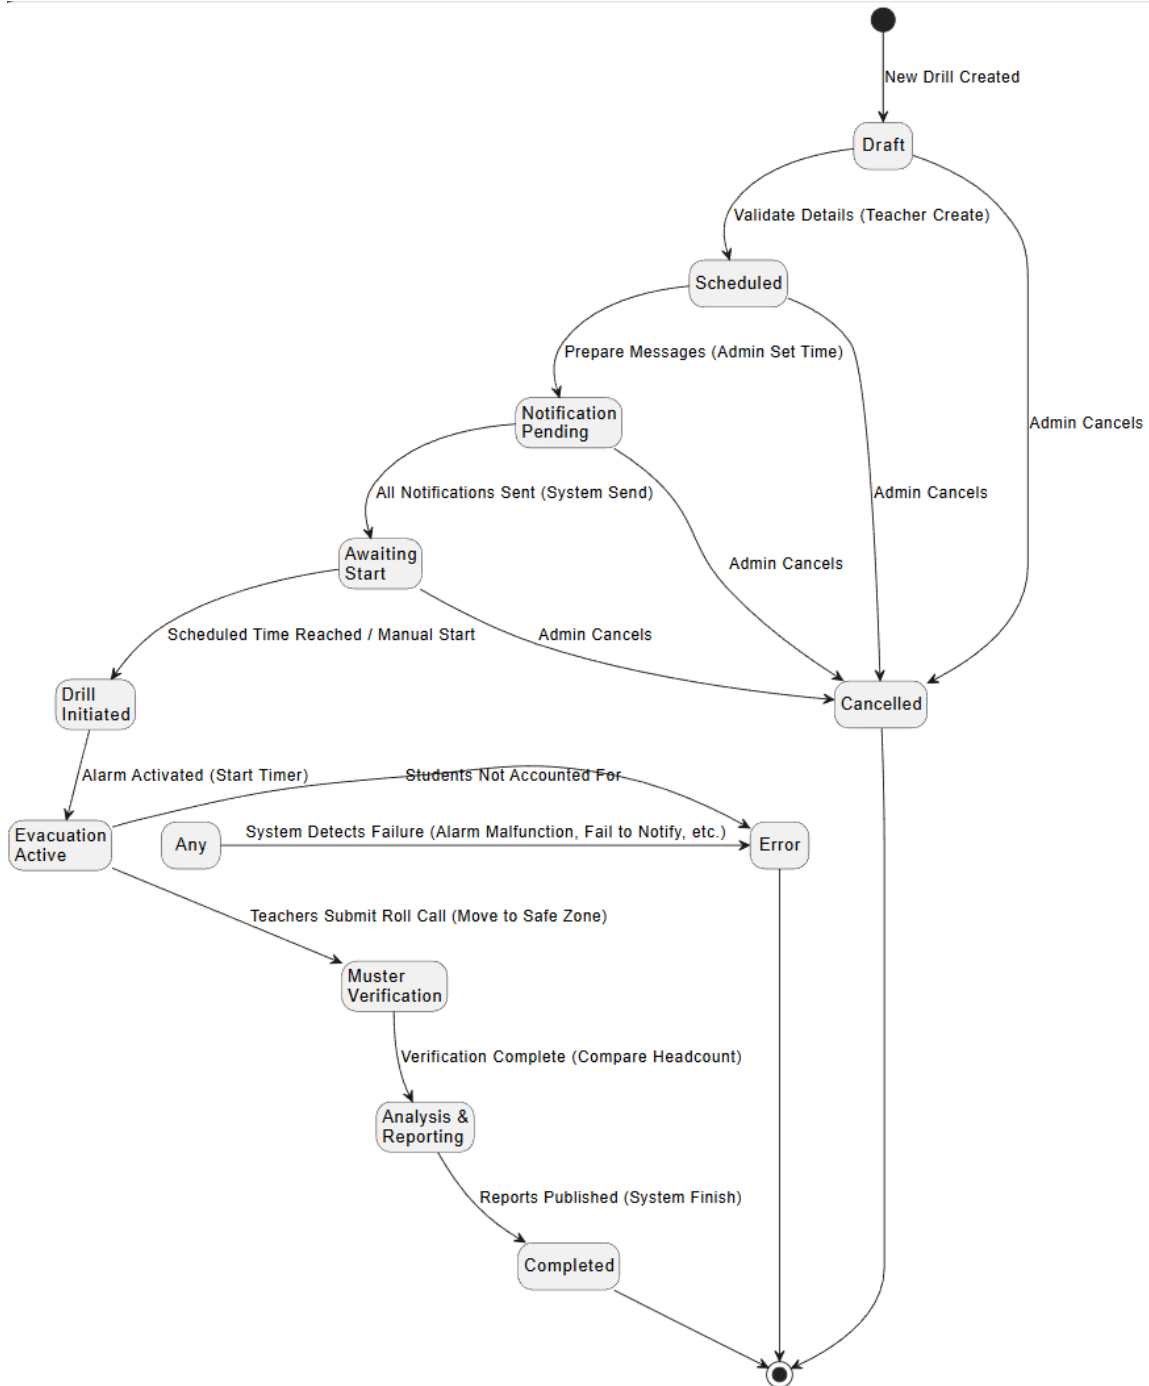 New Drill Created
Draft
Validate Details (Teacher Create)
Scheduled
Prepare Messages (Admin Set Time)
Notification
Pending
Admin Cancels
All Notifications Sent (System Send)
Admin Cancels
Awaiting
Start
Admin Cancels
Scheduled Time Reached / Manual Start
Admin Cancels
Drill
Initiated
Cancelled
Alarm Activated (Start Timer)
Students Not Accounted For
Evacuation
Active
Any
System Detects Failure (Alarm Malfunction, Fail to Notify, etc.)
Error
Teachers Submit Roll Call (Move to Safe Zone)
Muster
Verification
Verification Complete (Compare Headcount)
Analysis &
Reporting
Reports Published (System Finish)
Completed